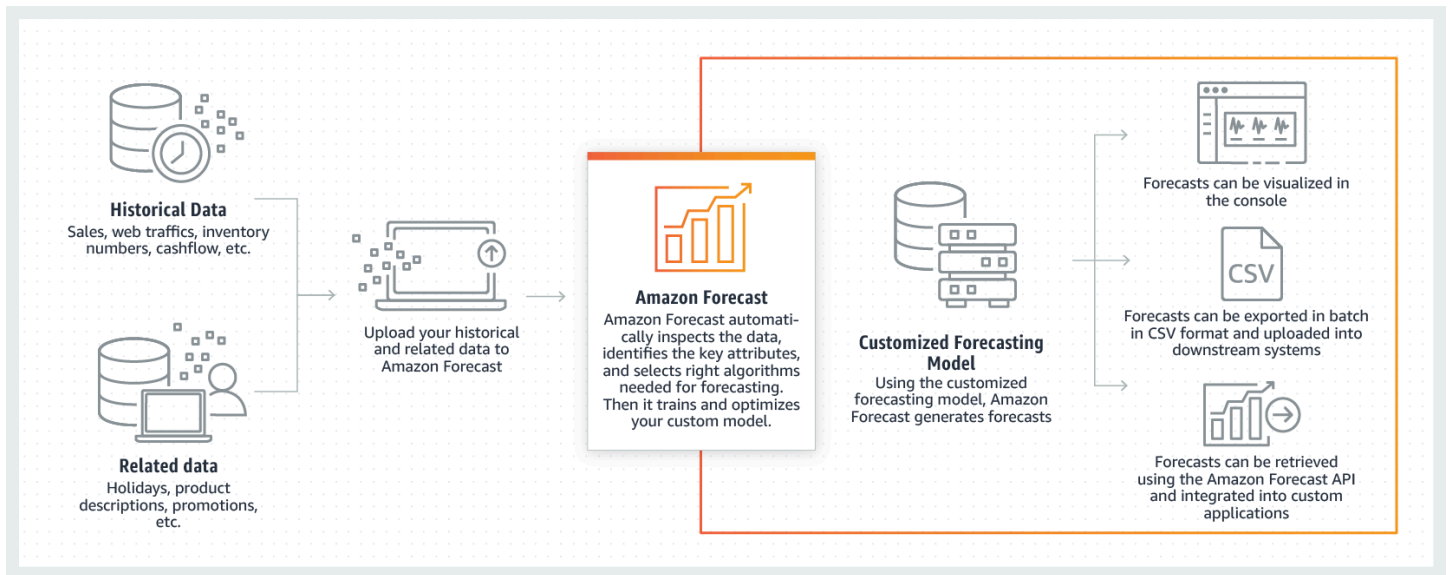 Historical Data
Sales, web traffics, inventory
numbers, cashflow, etc.
Related data
Holidays, product
descriptions, promotions,
etc.
Upload your historical
and related data to
Amazon Forecast
Amazon Forecast
Amazon Forecast automati-
cally inspects the data,
identifies the key attributes,
and selects right algorithms
needed for forecasting.
Then it trains and optimizes
your custom model.
Customized Forecasting
Model
Using the customized
forecasting model, Amazon
Forecast generates forecasts
Forecasts can be visualized in
the console
CSV
Forecasts can be exported in batch
in CSV format and uploaded into
downstream systems
Forecasts can be retrieved
using the Amazon Forecast API
and integrated into custom
applications